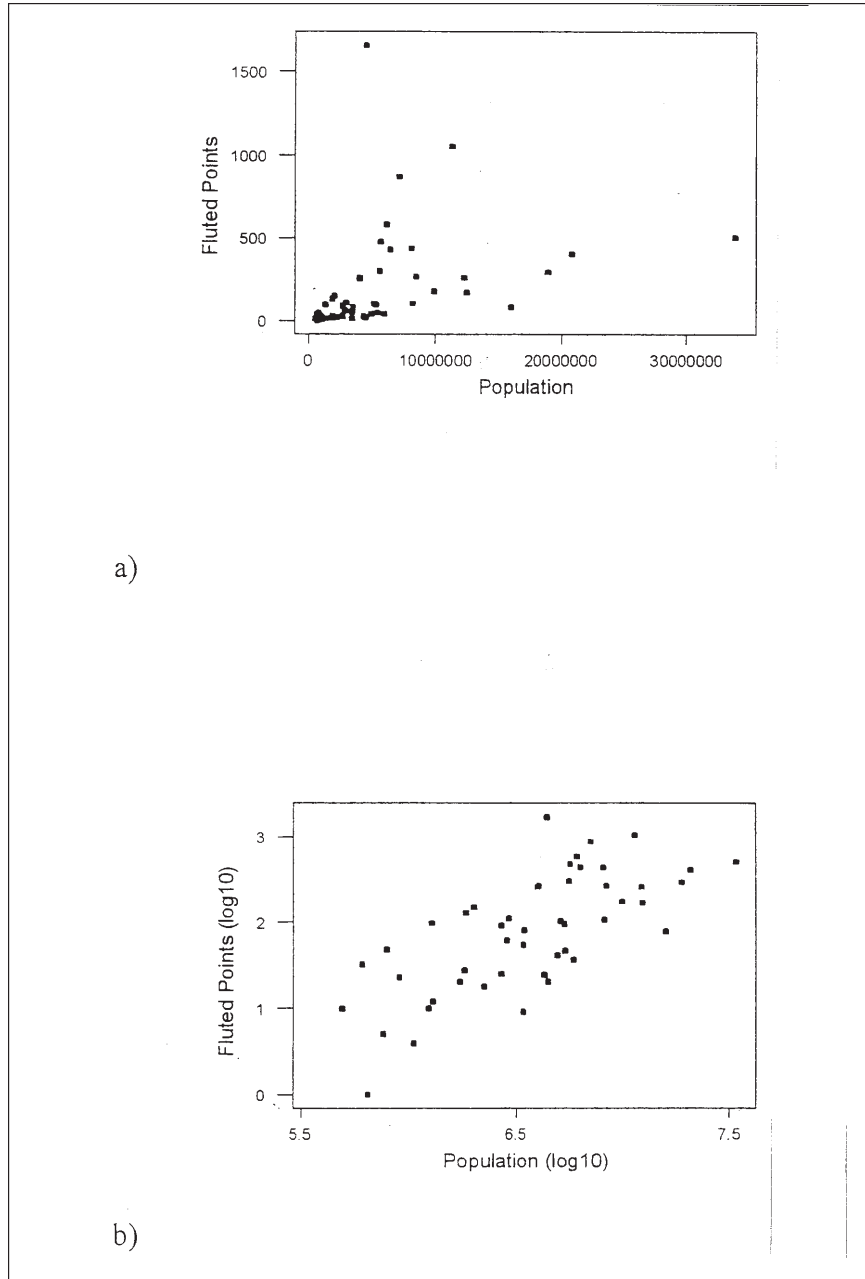 1500
1000
500
0
Fluted Points
0 10000000 20000000 30000000
Population
a)
3
2
1
0
Fluted Points (log10)
5.5 6.5 7.5
Population (log10)
b)